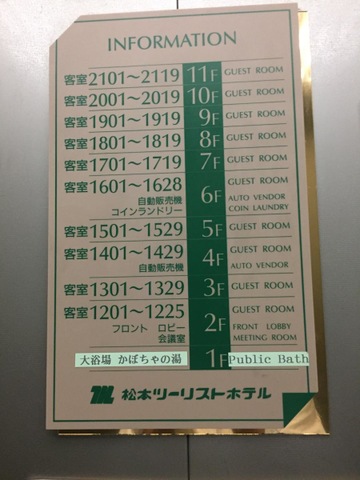 INFORMATION
客室2101～2119 11F GUEST ROOM
客室2001～2019 10F GUEST ROOM
客室1901～1919 9F GUEST ROOM
客室1801～1819 8F GUEST ROOM
客室1701～1719 7F GUEST ROOM
客室1601～1628 6F GUEST ROOM
自動販売機 AUTO VENDOR
コインランドリー COIN LAUNDRY
客室1501～1529 5F GUEST ROOM
客室1401～1429 4F GUEST ROOM
自動販売機 AUTO VENDOR
客室1301～1329 3F GUEST ROOM
客室1201～1225 2F GUEST ROOM
フロント ロビー FRONT LOBBY
会議室 MEETING ROOM
大浴場 かぼちゃの湯 1F Public Bath
松本ツーリストホテル